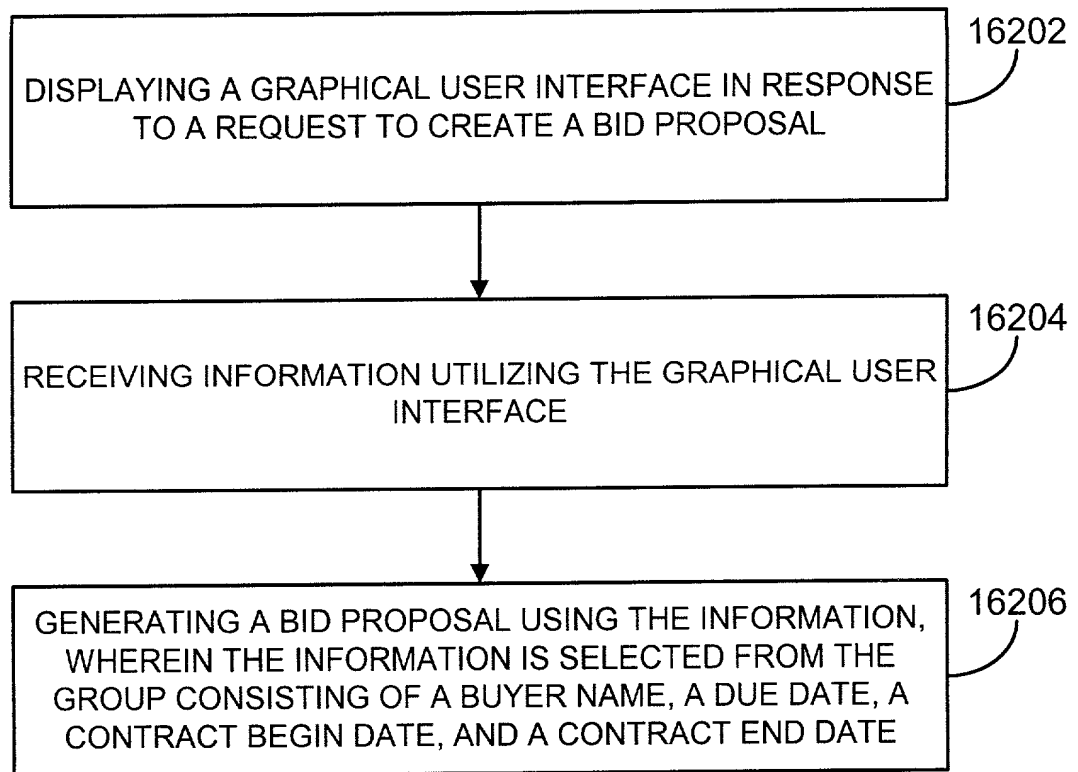 16202
DISPLAYING A GRAPHICAL USER INTERFACE IN RESPONSE
TO A REQUEST TO CREATE A BID PROPOSAL
16204
RECEIVING INFORMATION UTILIZING THE GRAPHICAL USER
INTERFACE
16206
GENERATING A BID PROPOSAL USING THE INFORMATION,
WHEREIN THE INFORMATION IS SELECTED FROM THE
GROUP CONSISTING OF A BUYER NAME, A DUE DATE, A
CONTRACT BEGIN DATE, AND A CONTRACT END DATE